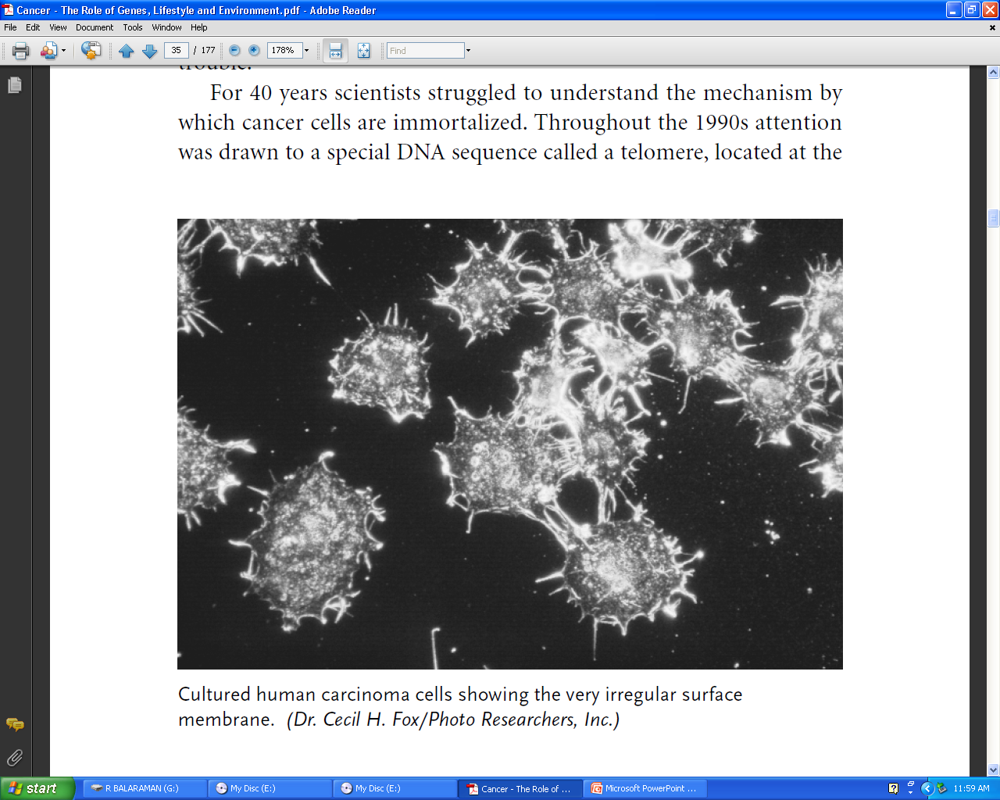 Cancer - The Role of Genes, Lifestyle and Environment.pdf - Adobe Reader
File Edit View Document Tools Window Help
35 / 177 178% Find
trouble.
For 40 years scientists struggled to understand the mechanism by
which cancer cells are immortalized. Throughout the 1990s attention
was drawn to a special DNA sequence called a telomere, located at the
Cultured human carcinoma cells showing the very irregular surface
membrane. (Dr. Cecil H. Fox/Photo Researchers, Inc.)
start R BALARAMAN (G:) My Disc (E:) My Disc (E:) Cancer - The Role of ... Microsoft PowerPoint ... 11:59 AM